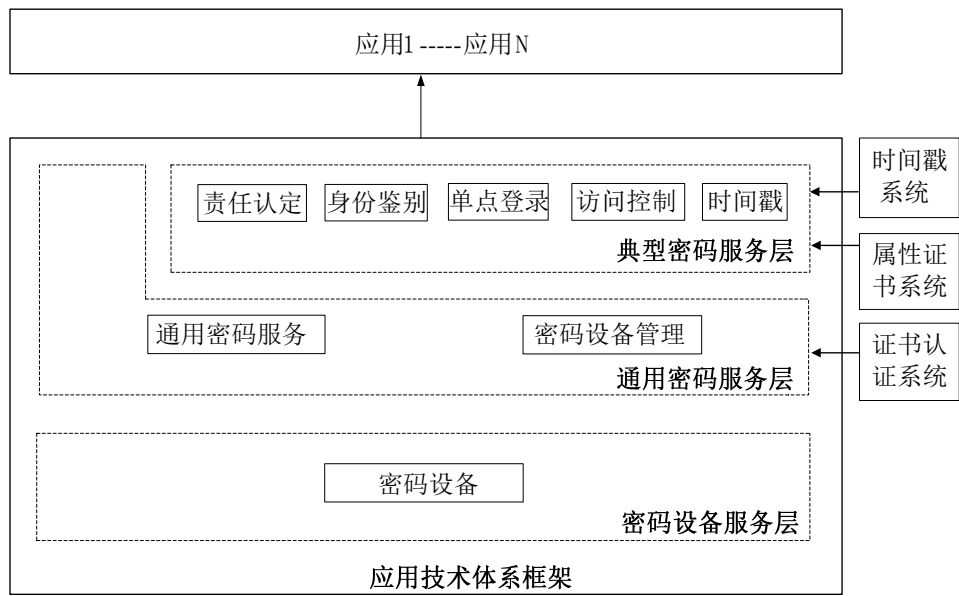 应用1 -----应用N
责任认定
身份鉴别
单点登录
访问控制
时间戳
典型密码服务层
通用密码服务
密码设备管理
通用密码服务层
密码设备
密码设备服务层
应用技术体系框架
时间戳
系统
属性证
书系统
证书认
证系统